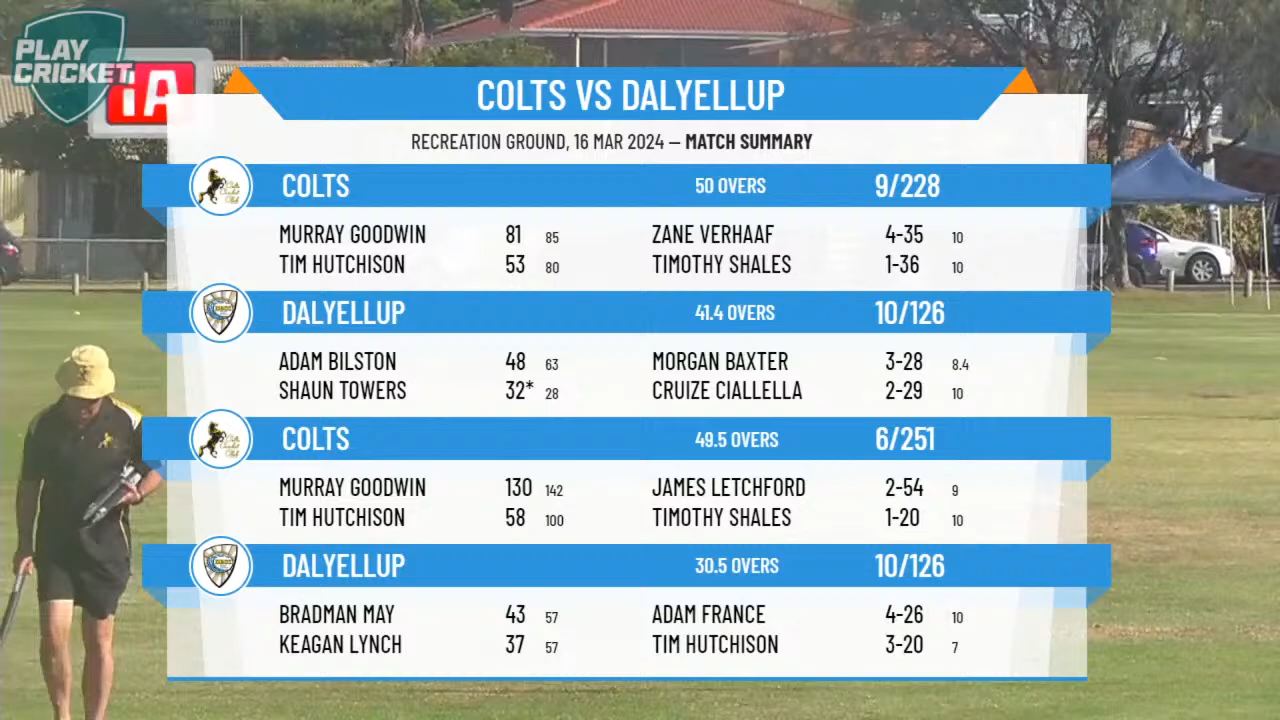 PLAY
CRICKET
iA
COLTS VS DALYELLUP
RECREATION GROUND, 16 MAR 2024 – MATCH SUMMARY
COLTS 50 OVERS 9/228
MURRAY GOODWIN 81 85 ZANE VERHAAF 4-35 10
TIM HUTCHISON 53 80 TIMOTHY SHALES 1-36 10
DALYELLUP 41.4 OVERS 10/126
ADAM BILSTON 48 63 MORGAN BAXTER 3-28 8.4
SHAUN TOWERS 32* 28 CRUIZE CIALLELLA 2-29 10
COLTS 49.5 OVERS 6/251
MURRAY GOODWIN 130 142 JAMES LETCHFORD 2-54 9
TIM HUTCHISON 58 100 TIMOTHY SHALES 1-20 10
DALYELLUP 30.5 OVERS 10/126
BRADMAN MAY 43 57 ADAM FRANCE 4-26 10
KEAGAN LYNCH 37 57 TIM HUTCHISON 3-20 7